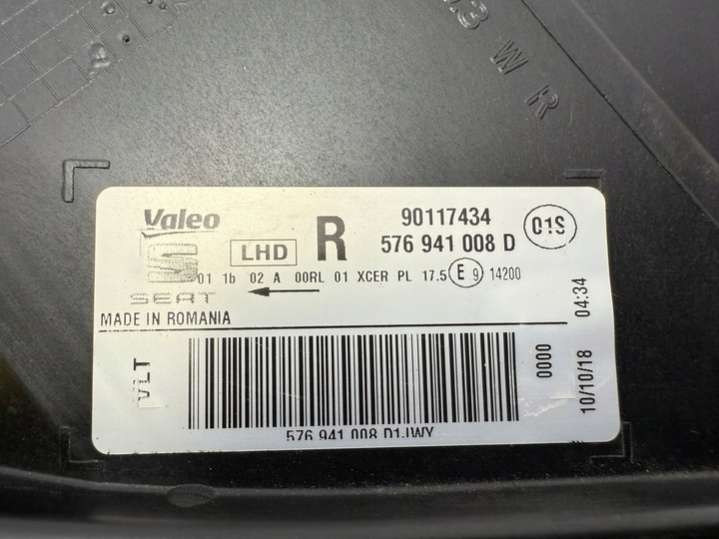 3 W R
Valeo R 90117434 01S
LHD 576 941 008 D
01 1b 02 A 00RL 01 XCER PL 17.5 E 9 14200
SEAT
MADE IN ROMANIA
VLT
0000
10/10/18 04:34
576 941 008 D1JWY